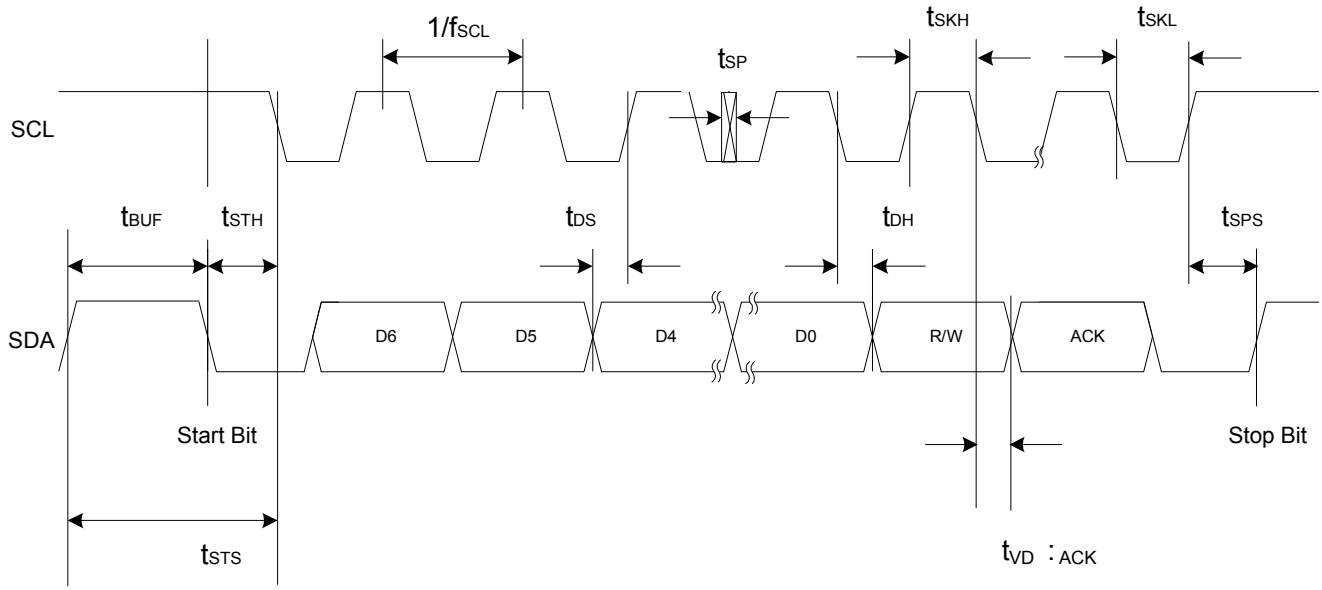 1/fSCL
tSKH
tSKL
tSP
SCL
tBUF
tSTH
tDS
tDH
tSPS
SDA
D6
D5
D4
D0
R/W
ACK
Start Bit
Stop Bit
tSTS
tVD : ACK